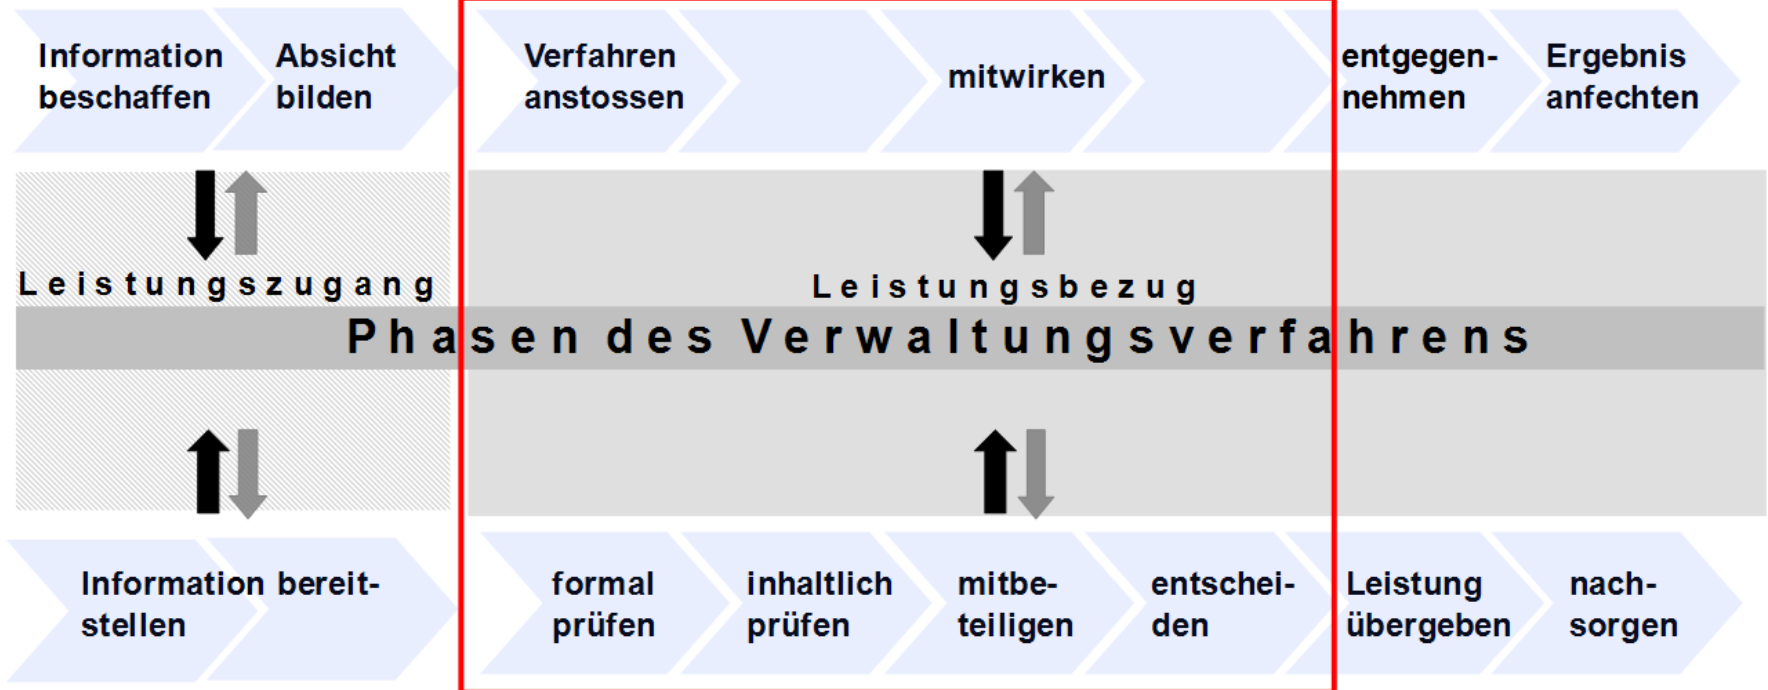 Information
beschaffen
Absicht
bilden
Verfahren
anstossen
mitwirken
entgegen-
nehmen
Ergebnis
anfechten
Leistungszugang
Leistungsbezug
Phasen des Verwaltungsverfahrens
Information bereit-
stellen
formal
prüfen
inhaltlich
prüfen
mitbe-
teiligen
entschei-
den
Leistung
übergeben
nach-
sorgen